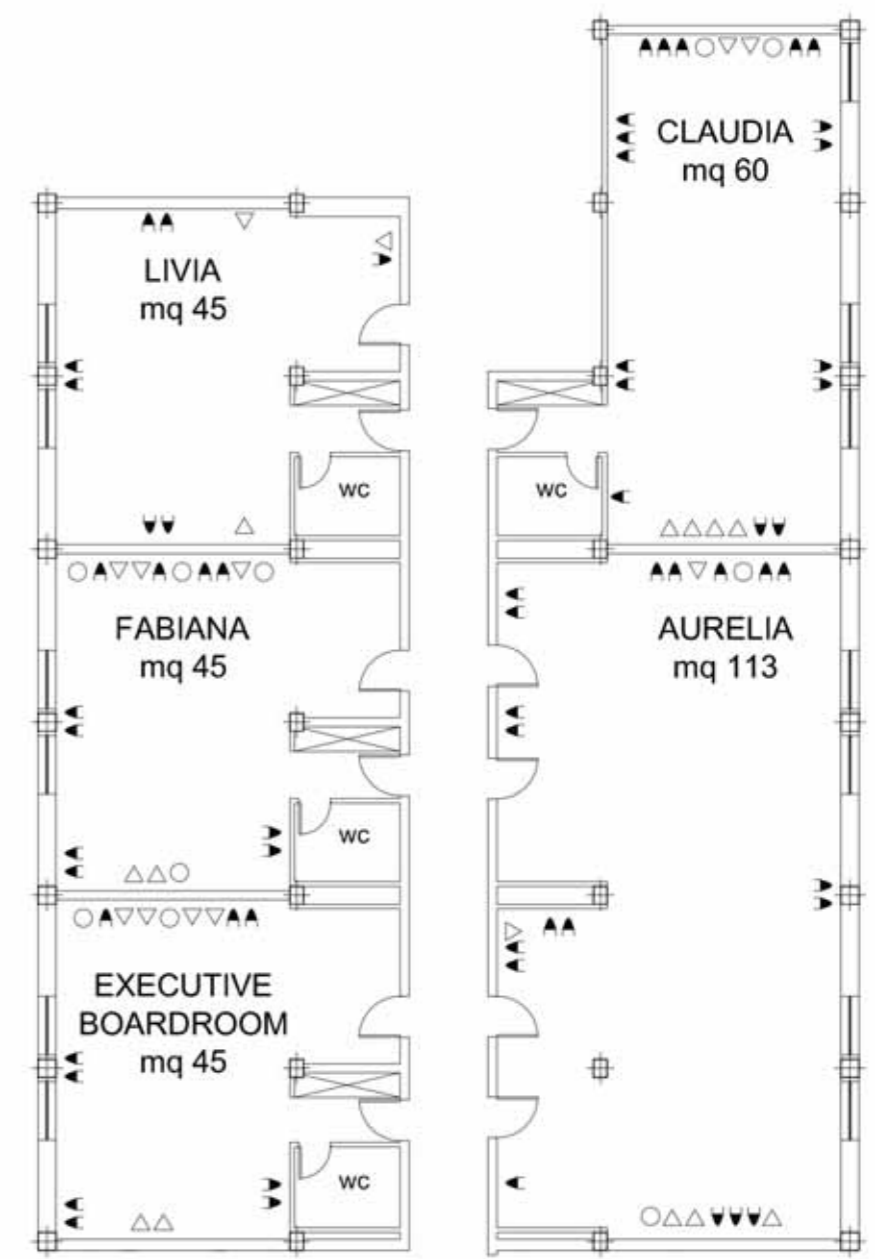 CLAUDIA
mq 60
LIVIA
mq 45
WC
WC
FABIANA
mq 45
AURELIA
mq 113
WC
EXECUTIVE
BOARDROOM
mq 45
WC